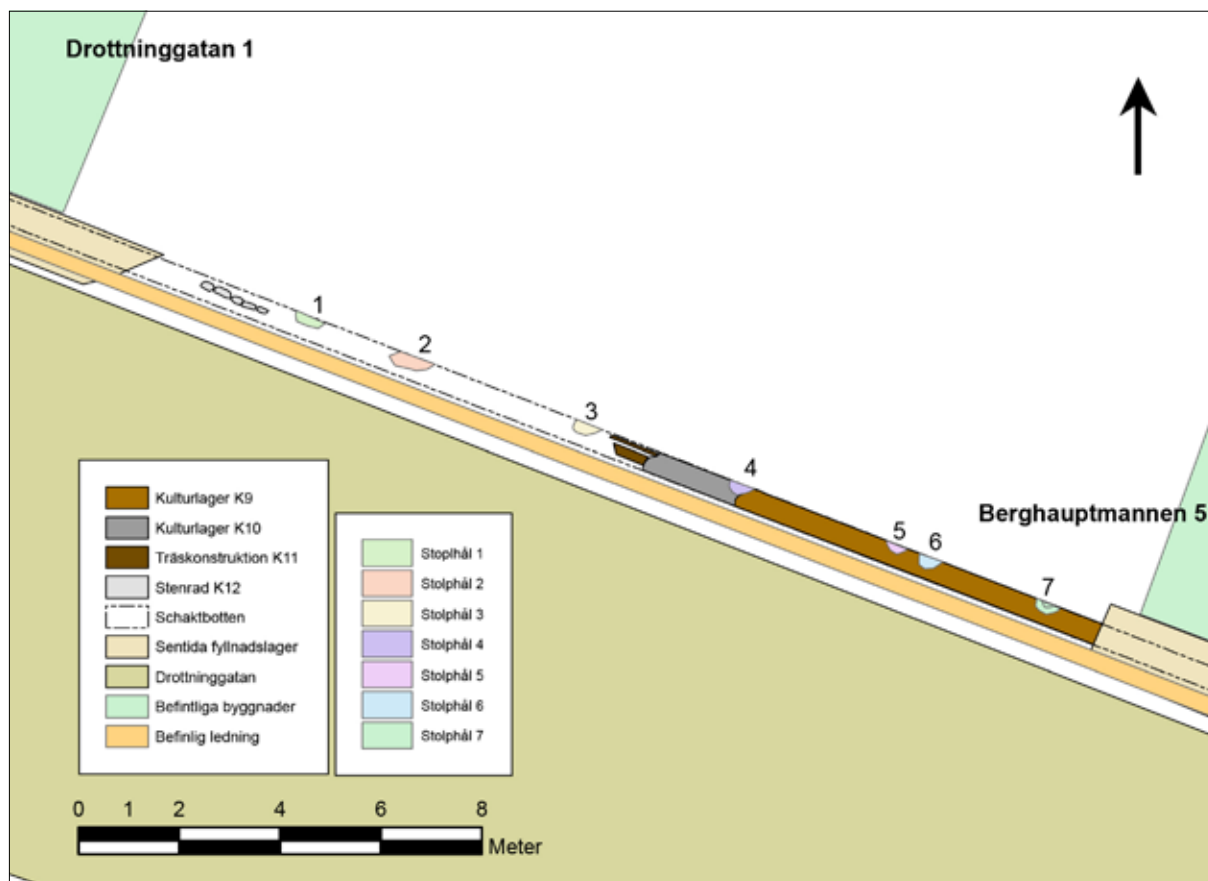 Drottninggatan 1
1
2
3
4
5
6
7
Berghauptmannen 5
Kulturlager K9
Kulturlager K10
Träskonstruktion K11
Stenrad K12
Schaktbotten
Sentida fyllnadslager
Drottninggatan
Befintliga byggnader
Befinlig ledning
Stoplhål 1
Stolphål 2
Stolphål 3
Stolphål 4
Stolphål 5
Stolphål 6
Stolphål 7
0 1 2 4 6 8
Meter